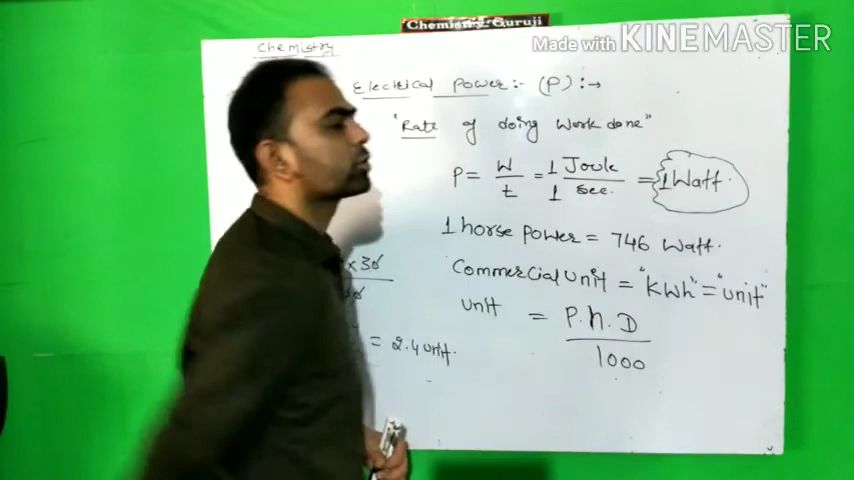 Chemistry Guruji
Made with KINEMASTER
Chemistry
Electrical Power :- (P) :→
"Rate of doing Work done"
P = W/t = 1 Joule/1 Sec. = 1 Watt.
1 horse power = 746 Watt.
Commercial Unit = "KWh" = "Unit"
Unit = P.h.D/1000
x 30
= 2.4 Unit.